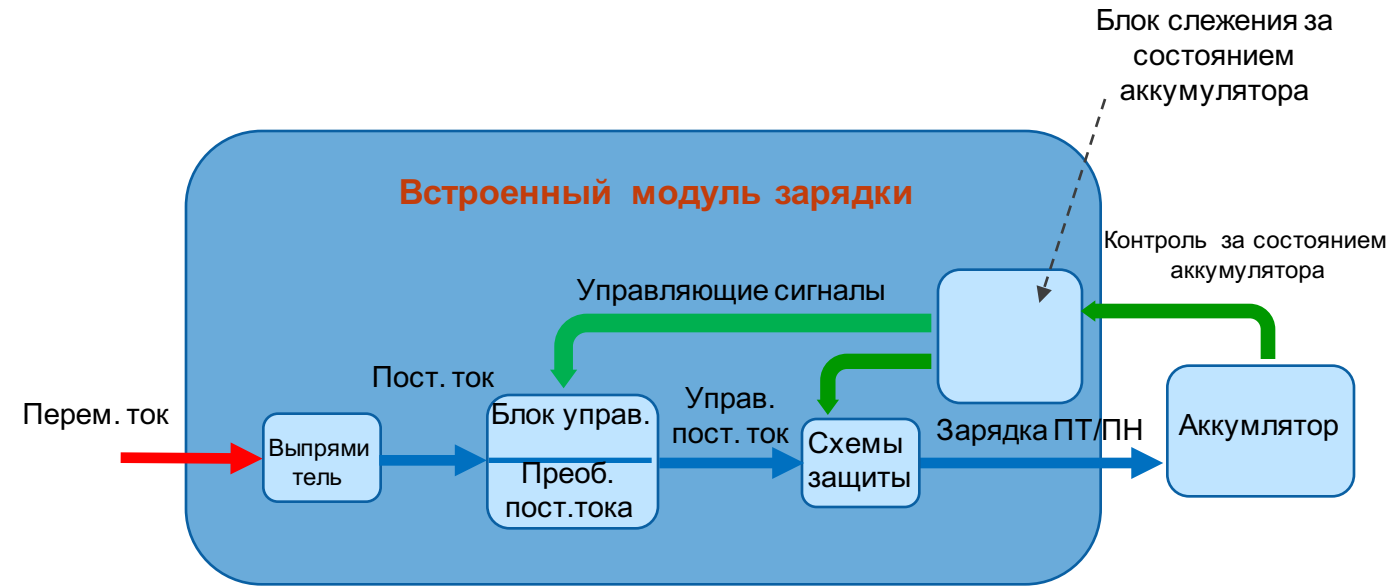 Блок слежения за
состоянием
аккумулятора
Встроенный модуль зарядки
Контроль за состоянием
аккумулятора
Управляющие сигналы
Пост. ток
Перем. ток
Выпрями
тель
Блок управ.
Преоб.
пост.тока
Управ.
пост. ток
Схемы
защиты
Зарядка ПТ/ПН
Аккумлятор